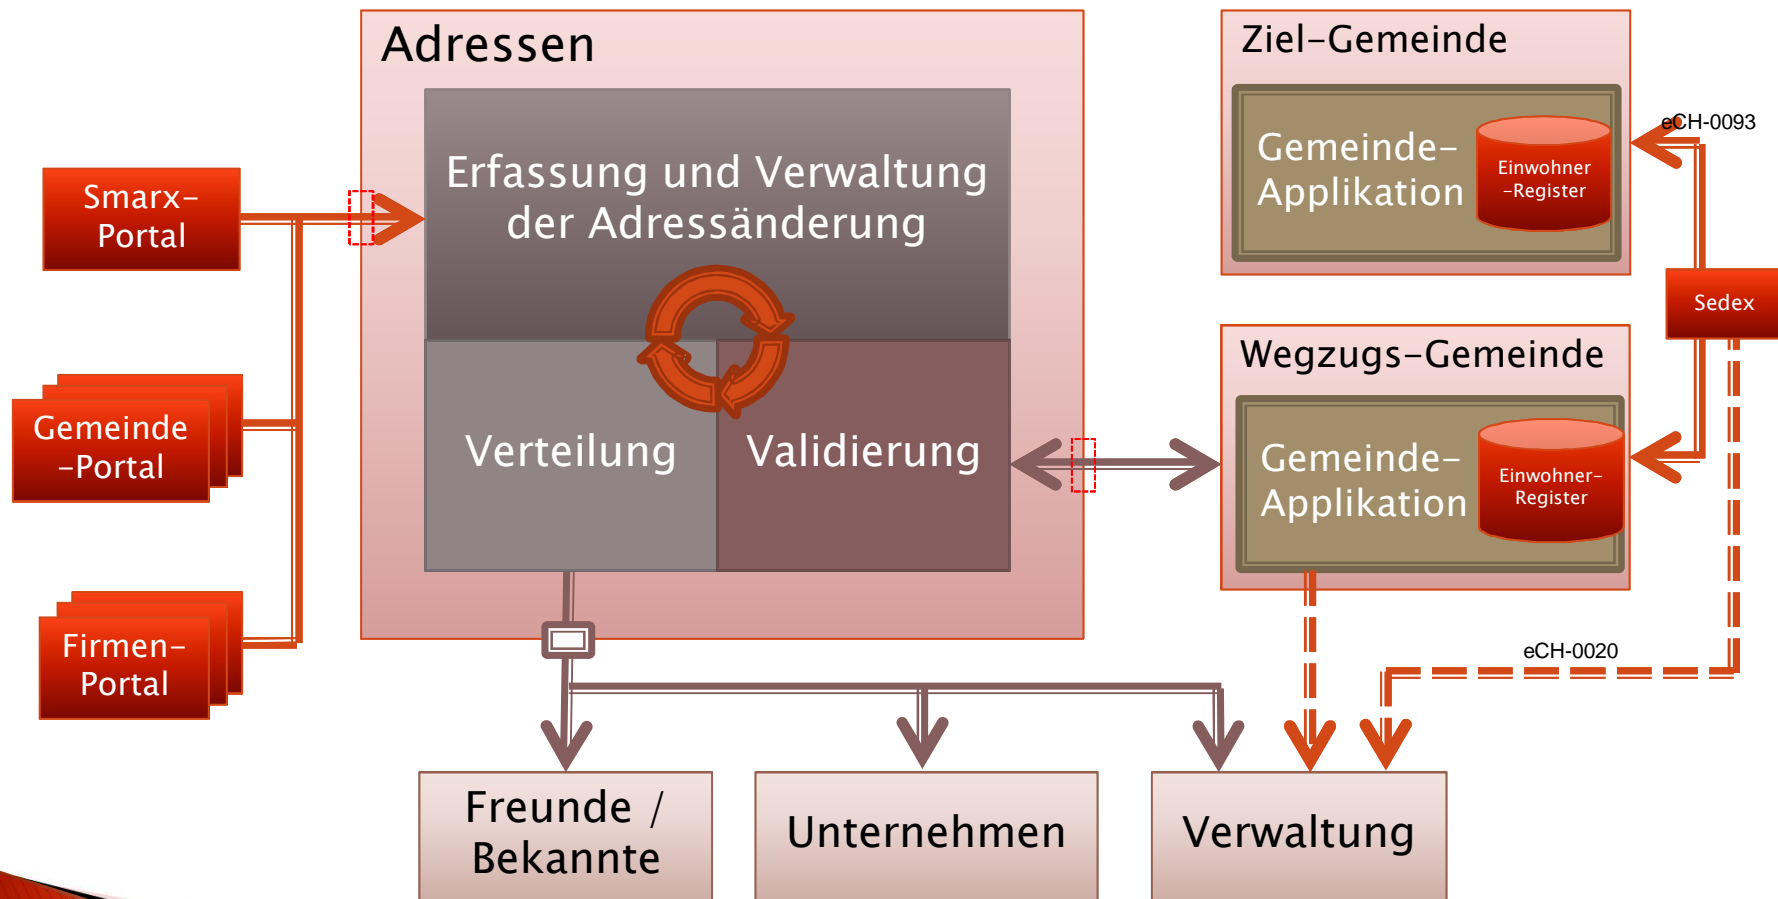 Adressen
Erfassung und Verwaltung
der Adressänderung
Verteilung
Validierung
Smarx-
Portal
Gemeinde
-Portal
Firmen-
Portal
Ziel-Gemeinde
Gemeinde-
Applikation
Einwohner
-Register
eCH-0093
Sedex
Wegzugs-Gemeinde
Gemeinde-
Applikation
Einwohner-
Register
eCH-0020
Freunde /
Bekannte
Unternehmen
Verwaltung